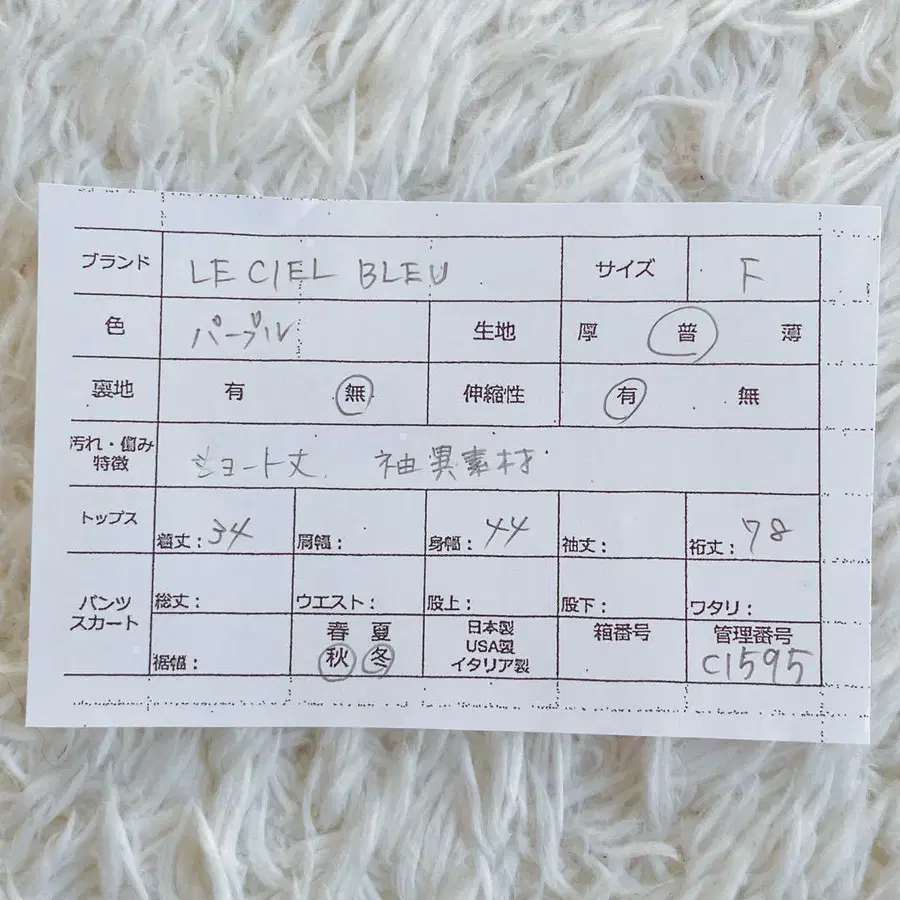 ブランド LE CIEL BLEU サイズ F
色 パープル 生地 厚 普 薄
裏地 有 無 伸縮性 有 無
汚れ・傷み
特徴 ショート丈 袖異素材
トップス 着丈:34 肩幅: 身幅:44 袖丈: 裄丈:78
パンツ
スカート 総丈: ウエスト: 股上: 股下: ワタリ:
裾幅: 春 夏
秋 冬 日本製
USA製
イタリア製 箱番号 管理番号
C1595